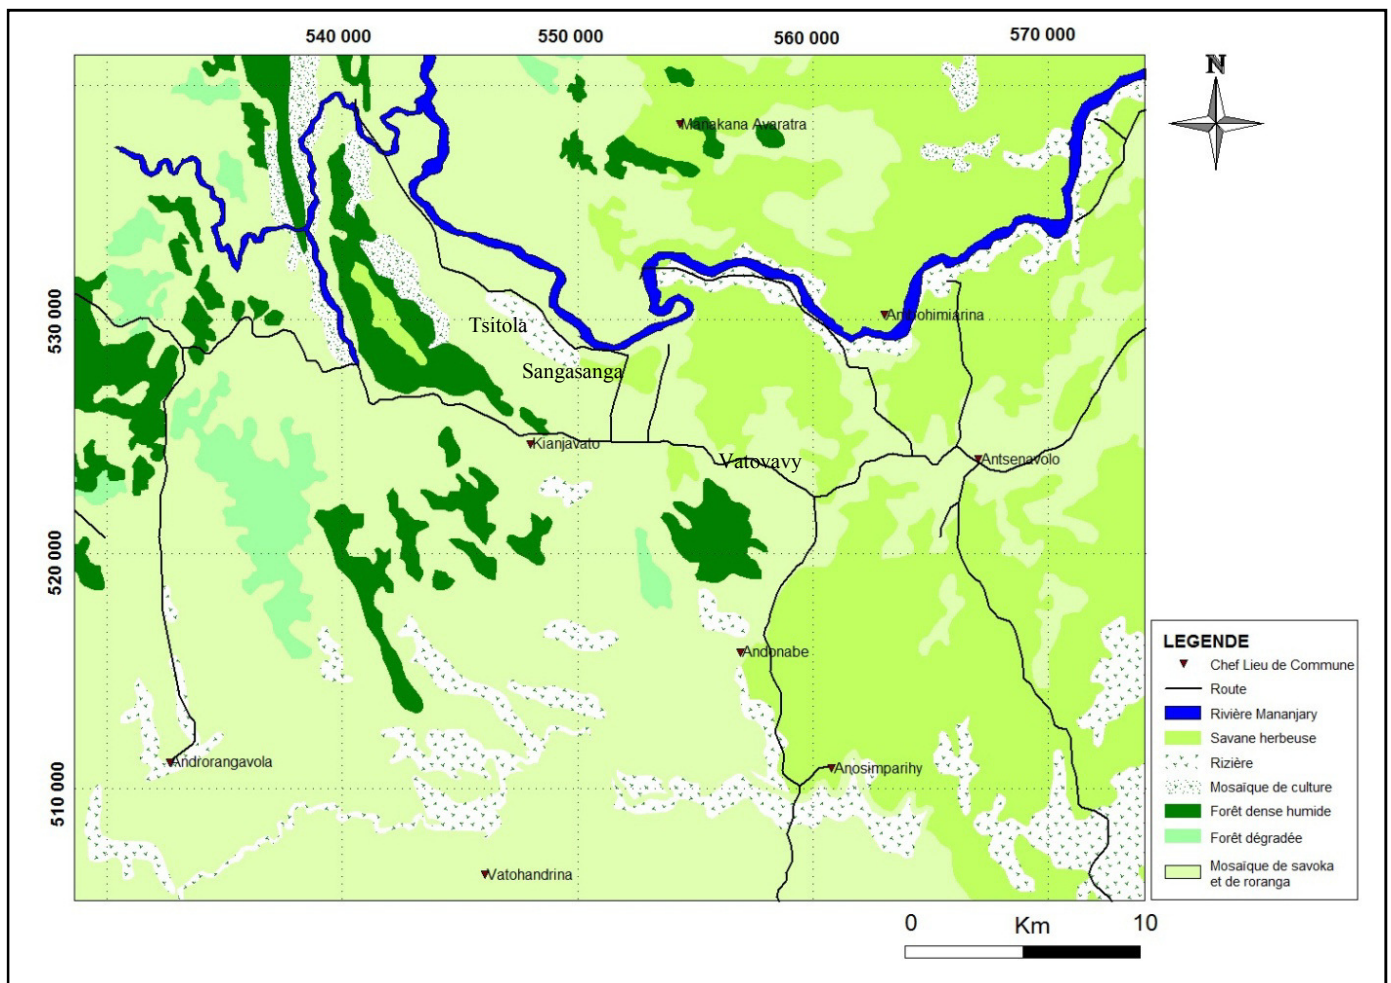 540 000
550 000
560 000
570 000
N
Manakana Avaratra
530 000
Ambohimiarina
Tsitola
Sangasanga
Kianjavato
Vatovavy
Antsenavolo
520 000
Andonabe
Androrangavola
Anosimparihy
510 000
Vatohandrina
LEGENDE
Chef Lieu de Commune
Route
Rivière Mananjary
Savane herbeuse
Rizière
Mosaïque de culture
Forêt dense humide
Forêt dégradée
Mosaïque de savoka
et de roranga
0 Km 10